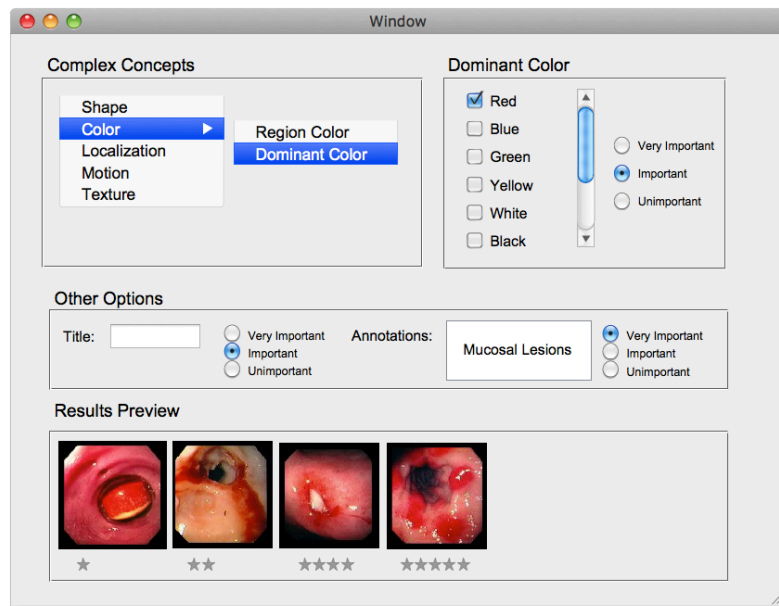 Window
Complex Concepts
Shape
Color
Localization
Motion
Texture
Region Color
Dominant Color
Dominant Color
Red
Blue
Green
Yellow
White
Black
Very Important
Important
Unimportant
Other Options
Title:
Very Important
Important
Unimportant
Annotations:
Mucosal Lesions
Very Important
Important
Unimportant
Results Preview